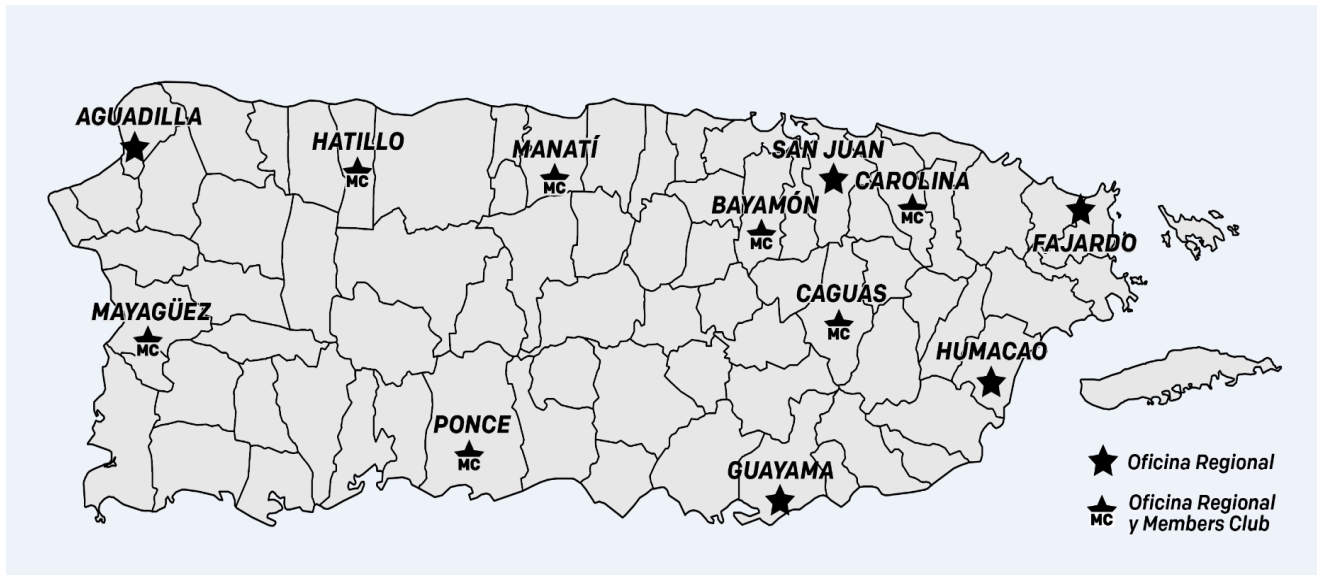 AGUADILLA
HATILLO
MC
MANATÍ
MC
SAN JUAN
CAROLINA
MC
BAYAMÓN
MC
FAJARDO
MAYAGÜEZ
MC
CAGUAS
MC
HUMACAO
PONCE
MC
GUAYAMA
Oficina Regional
MC
Oficina Regional
y Members Club